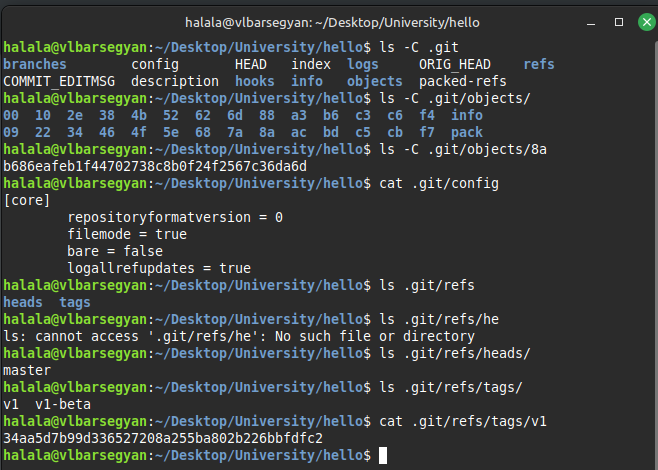 halala@vlbarsegyan: ~/Desktop/University/hello
halala@vlbarsegyan:~/Desktop/University/hello$ ls -C .git
branches config HEAD index logs ORIG_HEAD refs
COMMIT_EDITMSG description hooks info objects packed-refs
halala@vlbarsegyan:~/Desktop/University/hello$ ls -C .git/objects/
00 10 2e 38 4b 52 62 6d 88 a3 b6 c3 c6 f4 info
09 22 34 46 4f 5e 68 7a 8a ac bd c5 cb f7 pack
halala@vlbarsegyan:~/Desktop/University/hello$ ls -C .git/objects/8a
b686eafeb1f44702738c8b0f24f2567c36da6d
halala@vlbarsegyan:~/Desktop/University/hello$ cat .git/config
[core]
repositoryformatversion = 0
filemode = true
bare = false
logallrefupdates = true
halala@vlbarsegyan:~/Desktop/University/hello$ ls .git/refs
heads tags
halala@vlbarsegyan:~/Desktop/University/hello$ ls .git/refs/he
ls: cannot access '.git/refs/he': No such file or directory
halala@vlbarsegyan:~/Desktop/University/hello$ ls .git/refs/heads/
master
halala@vlbarsegyan:~/Desktop/University/hello$ ls .git/refs/tags/
v1 v1-beta
halala@vlbarsegyan:~/Desktop/University/hello$ cat .git/refs/tags/v1
34aa5d7b99d336527208a255ba802b226bbfdfc2
halala@vlbarsegyan:~/Desktop/University/hello$